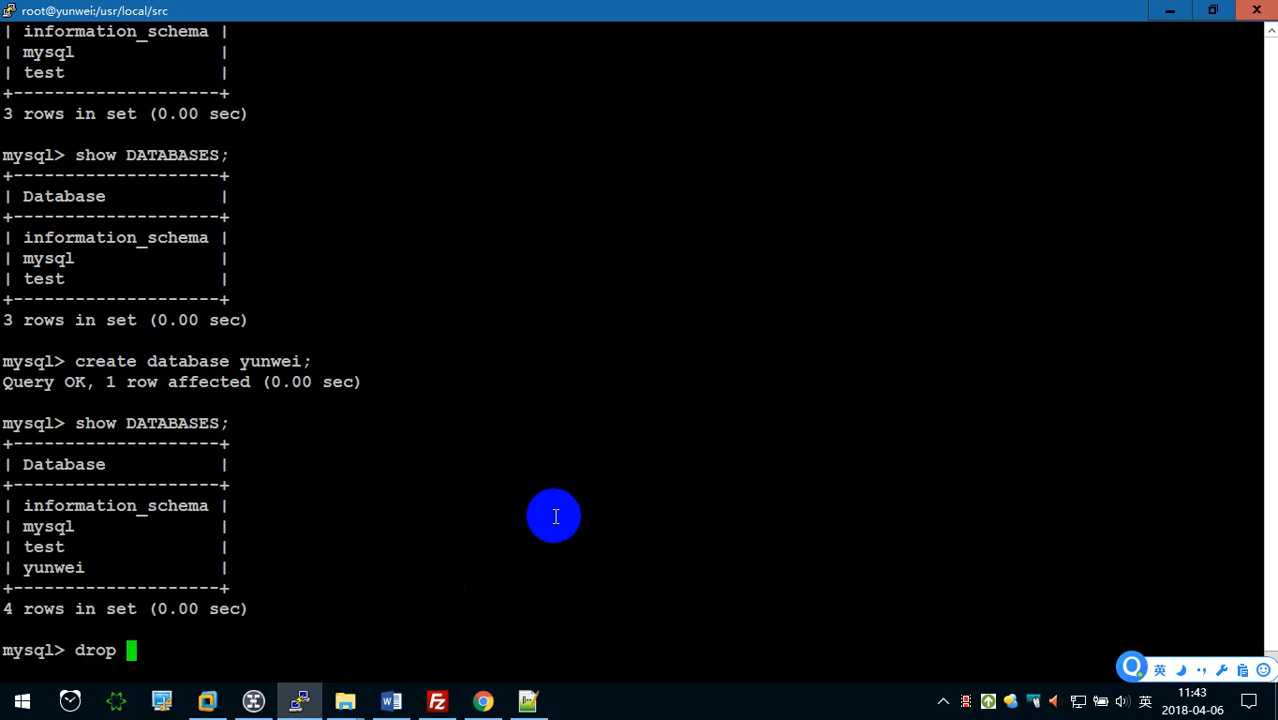 root@yunwei:/usr/local/src
| information_schema |
| mysql              |
| test               |
+--------------------+
3 rows in set (0.00 sec)
mysql> show DATABASES;
+--------------------+
| Database           |
+--------------------+
| information_schema |
| mysql              |
| test               |
+--------------------+
3 rows in set (0.00 sec)
mysql> create database yunwei;
Query OK, 1 row affected (0.00 sec)
mysql> show DATABASES;
+--------------------+
| Database           |
+--------------------+
| information_schema |
| mysql              |
| test               |
| yunwei             |
+--------------------+
4 rows in set (0.00 sec)
mysql> drop
英
英
11:43
2018-04-06